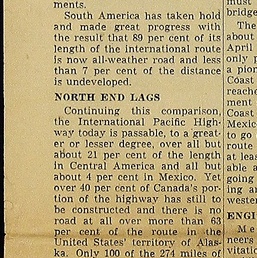 ments.
South America has taken hold
and made great progress with
the result that 89 per cent of its
length of the international route
is now all-weather road and less
than 7 per cent of the distance
is undeveloped.
NORTH END LAGS
Continuing this comparison,
the International Pacific High-
way today is passable, to a great-
er or lesser degree, over all but
about 21 per cent of the length
in Central America and all but
about 4 per cent in Mexico. Yet
over 40 per cent of Canada's por-
tion of the highway has still to
be constructed and there is no
road at all over more than 63
per cent of the route in the
United States' territory of Alas-
ka. Only 100 of the 274 miles of
must
bridge
The
about
April
only p
a pion
Coast
reache
ment
Coast
Mexico
to go
route
at leas
able a
going
ing an
wester
ENGI
Me
neers
vitation